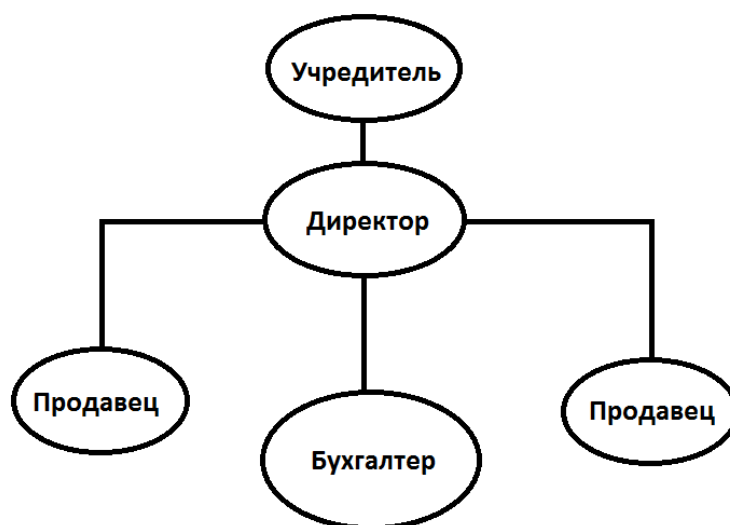 Учредитель
Директор
Продавец
Бухгалтер
Продавец